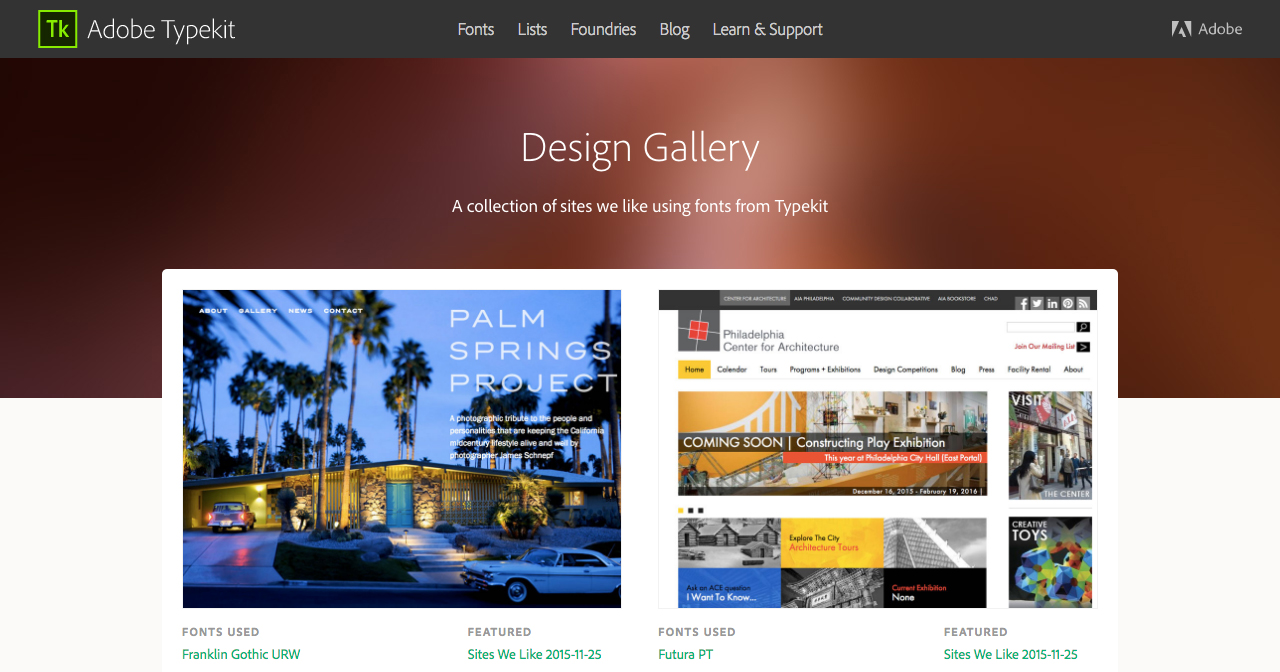 Tk Adobe Typekit
Fonts Lists Foundries Blog Learn & Support
Adobe
Design Gallery
A collection of sites we like using fonts from Typekit
ABOUT GALLERY NEWS CONTACT
PALM
SPRINGS
PROJECT
A photographic tribute to the people and
personalities that are keeping the California
midcentury lifestyle alive and well by
photographer James Schnepf
CENTER FOR ARCHITECTURE AIA PHILADELPHIA COMMUNITY DESIGN COLLABORATIVE AIA BOOKSTORE CHAD
Philadelphia
Center for Architecture
Join Our Mailing List >
Home Calendar Tours Programs + Exhibitions Design Competitions Blog Press Facility Rental About
COMING SOON | Constructing Play Exhibition
This year at Philadelphia City Hall (East Portal)
December 16, 2015 - February 19, 2016 |
VISIT
THE CENTER
Explore The City
Architecture Tours
Ask an ACE question
I Want To Know...
Current Exhibition
None
CREATIVE
TOYS
FONTS USED
Franklin Gothic URW
FEATURED
Sites We Like 2015-11-25
FONTS USED
Futura PT
FEATURED
Sites We Like 2015-11-25